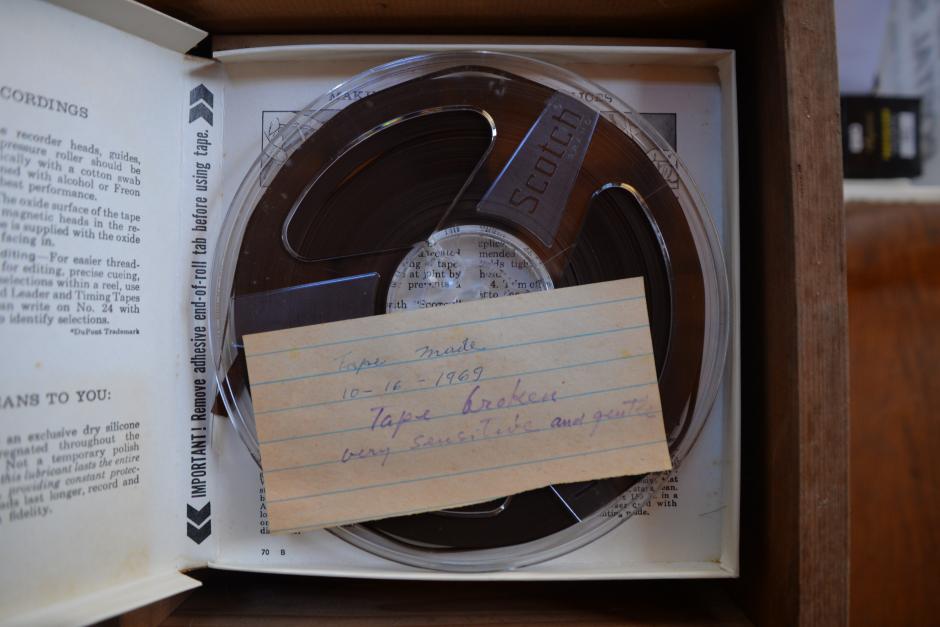 CORDINGS
recorder heads, guides,
pressure roller should be
ically with a cotton swab
ned with alcohol or Freon
best performance.
he oxide surface of the tape
magnetic heads in the re-
is supplied with the oxide
facing in.
diting—For easier thread-
for editing, precise cueing,
selections within a reel, use
d Leader and Timing Tapes
an write on No. 24 with
identify selections.
*DuPont Trademark
ANS TO YOU:
an exclusive dry silicone
regnated throughout the
Not a temporary polish
this lubricant lasts the entire
providing constant protec-
ads last longer, record and
fidelity.
IMPORTANT! Remove adhesive end-of-roll tab before using tape.
Scotch
Tape made
10-16-1969
Tape broken
very sensitive and gentle
70 B